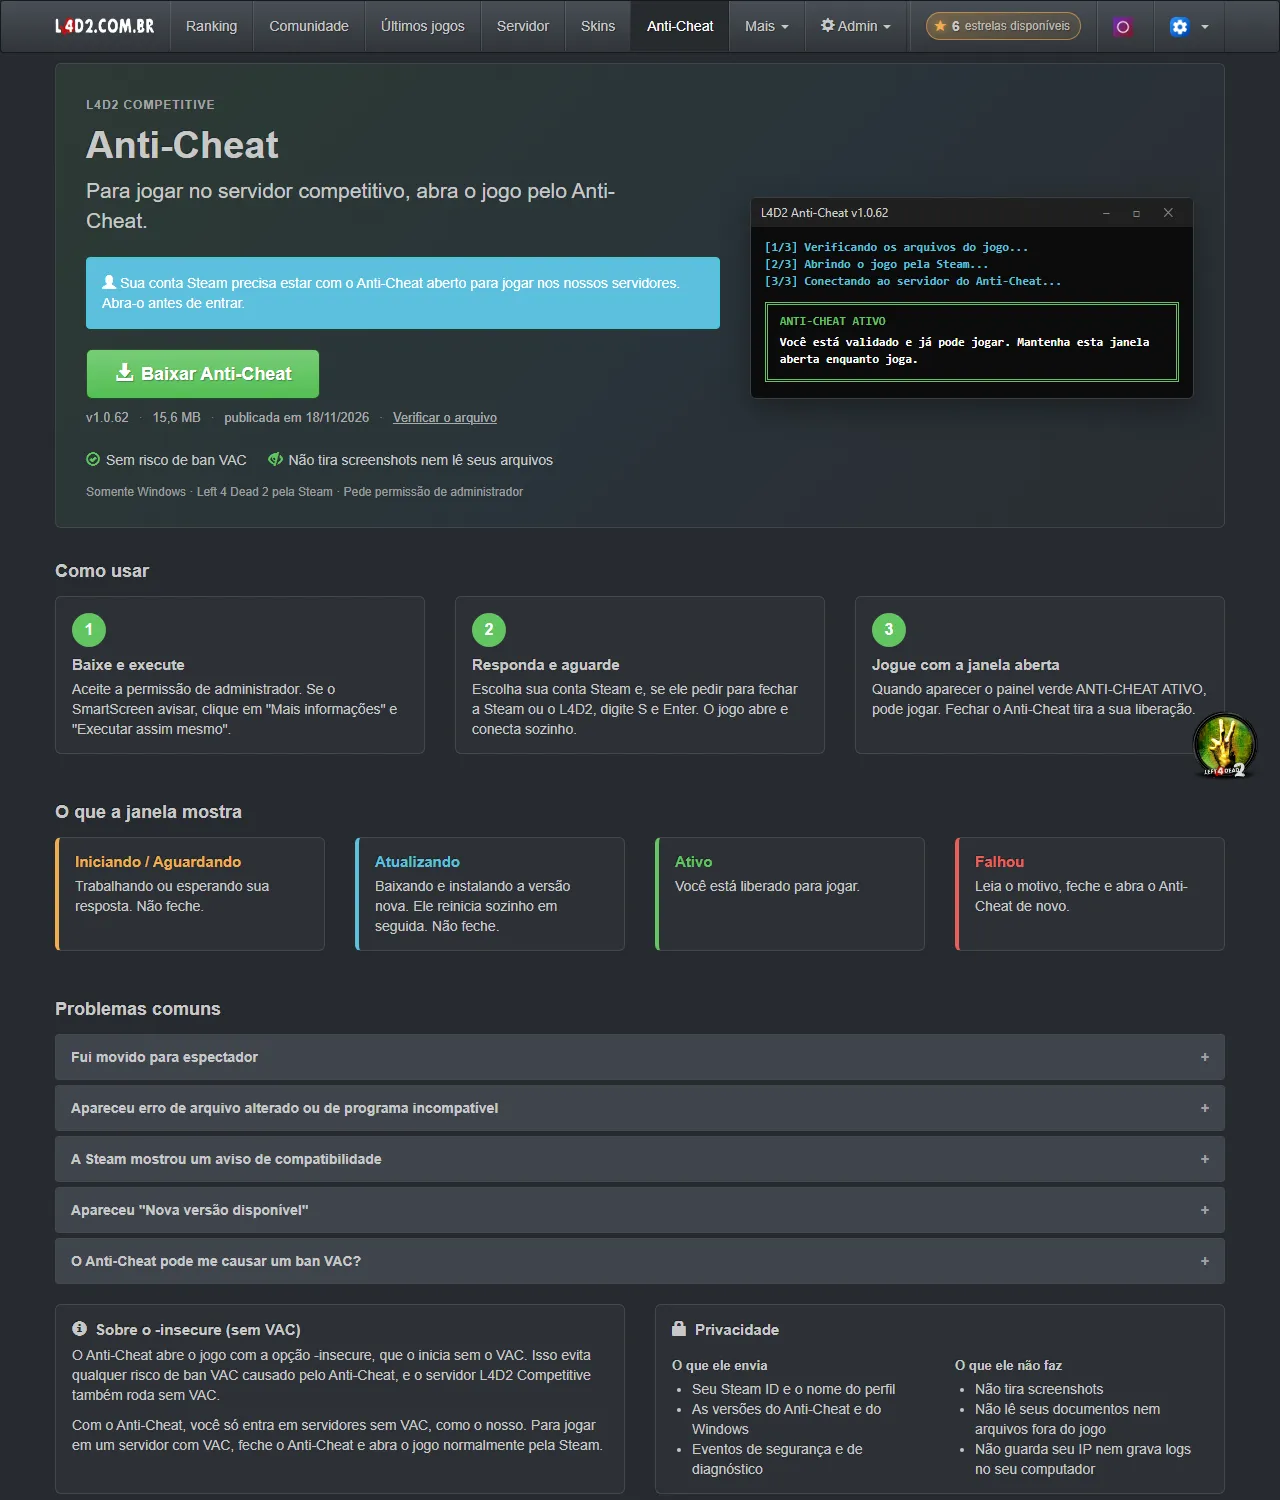 L4D2.COM.BR
Ranking
Comunidade
Últimos jogos
Servidor
Skins
Anti-Cheat
Mais
Admin
6 estrelas disponíveis
L4D2 COMPETITIVE
Anti-Cheat
Para jogar no servidor competitivo, abra o jogo pelo Anti-
Cheat.
Sua conta Steam precisa estar com o Anti-Cheat aberto para jogar nos nossos servidores.
Abra-o antes de entrar.
Baixar Anti-Cheat
v1.0.62 · 15,6 MB · publicada em 18/11/2026 · Verificar o arquivo
Sem risco de ban VAC
Não tira screenshots nem lê seus arquivos
Somente Windows · Left 4 Dead 2 pela Steam · Pede permissão de administrador
L4D2 Anti-Cheat v1.0.62
[1/3] Verificando os arquivos do jogo...
[2/3] Abrindo o jogo pela Steam...
[3/3] Conectando ao servidor do Anti-Cheat...
ANTI-CHEAT ATIVO
Você está validado e já pode jogar. Mantenha esta janela
aberta enquanto joga.
Como usar
1
Baixe e execute
Aceite a permissão de administrador. Se o
SmartScreen avisar, clique em "Mais informações" e
"Executar assim mesmo".
2
Responda e aguarde
Escolha sua conta Steam e, se ele pedir para fechar
a Steam ou o L4D2, digite S e Enter. O jogo abre e
conecta sozinho.
3
Jogue com a janela aberta
Quando aparecer o painel verde ANTI-CHEAT ATIVO,
pode jogar. Fechar o Anti-Cheat tira a sua liberação.
LEFT 4 DEAD 2
O que a janela mostra
Iniciando / Aguardando
Trabalhando ou esperando sua
resposta. Não feche.
Atualizando
Baixando e instalando a versão
nova. Ele reinicia sozinho em
seguida. Não feche.
Ativo
Você está liberado para jogar.
Falhou
Leia o motivo, feche e abra o Anti-
Cheat de novo.
Problemas comuns
Fui movido para espectador +
Apareceu erro de arquivo alterado ou de programa incompatível +
A Steam mostrou um aviso de compatibilidade +
Apareceu "Nova versão disponível" +
O Anti-Cheat pode me causar um ban VAC? +
Sobre o -insecure (sem VAC)
O Anti-Cheat abre o jogo com a opção -insecure, que o inicia sem o VAC. Isso evita
qualquer risco de ban VAC causado pelo Anti-Cheat, e o servidor L4D2 Competitive
também roda sem VAC.
Com o Anti-Cheat, você só entra em servidores sem VAC, como o nosso. Para jogar
em um servidor com VAC, feche o Anti-Cheat e abra o jogo normalmente pela Steam.
Privacidade
O que ele envia
• Seu Steam ID e o nome do perfil
• As versões do Anti-Cheat e do
Windows
• Eventos de segurança e de
diagnóstico
O que ele não faz
• Não tira screenshots
• Não lê seus documentos nem
arquivos fora do jogo
• Não guarda seu IP nem grava logs
no seu computador